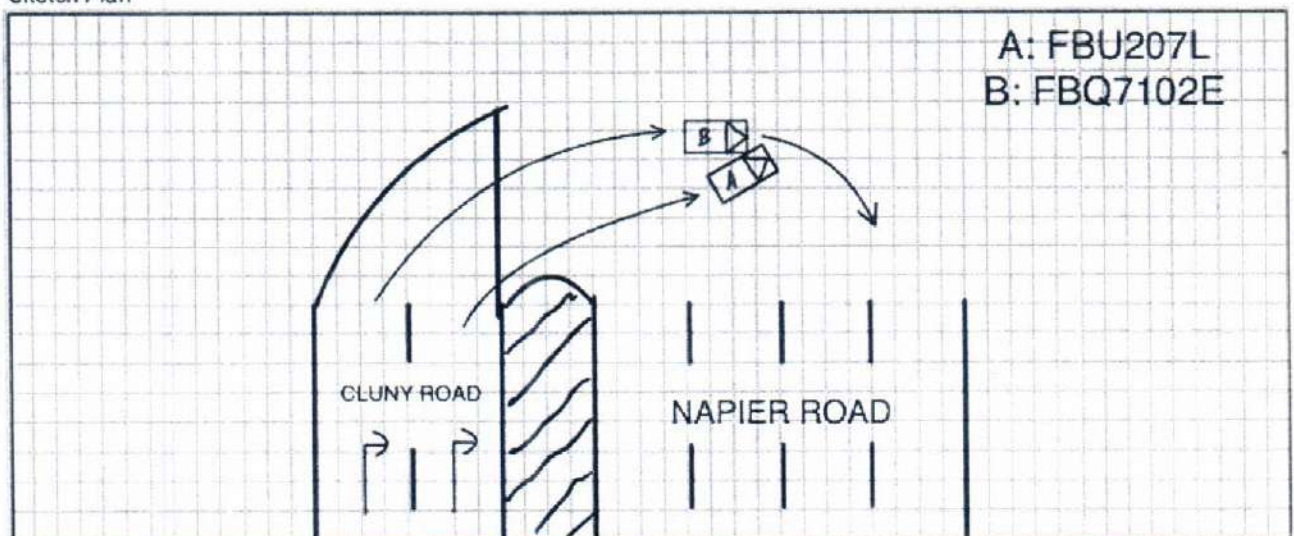 Sketch Plan
A: FBU207L
B: FBQ7102E
B
A
CLUNY ROAD
NAPIER ROAD